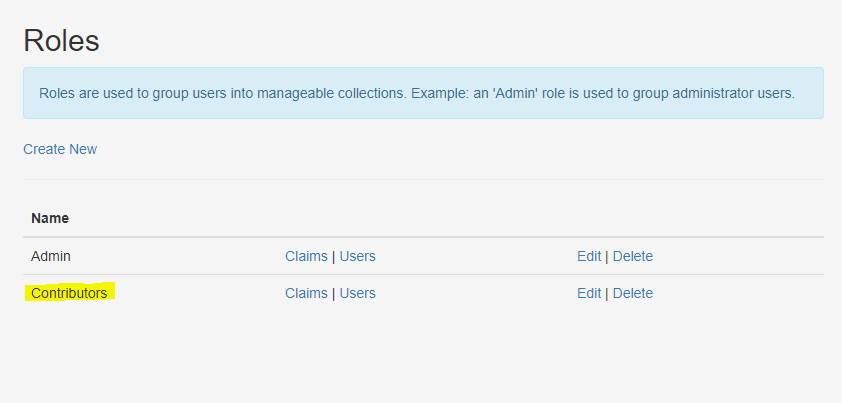 Roles
Roles are used to group users into manageable collections. Example: an 'Admin' role is used to group administrator users.
Create New
Name
Admin Claims | Users Edit | Delete
Contributors Claims | Users Edit | Delete